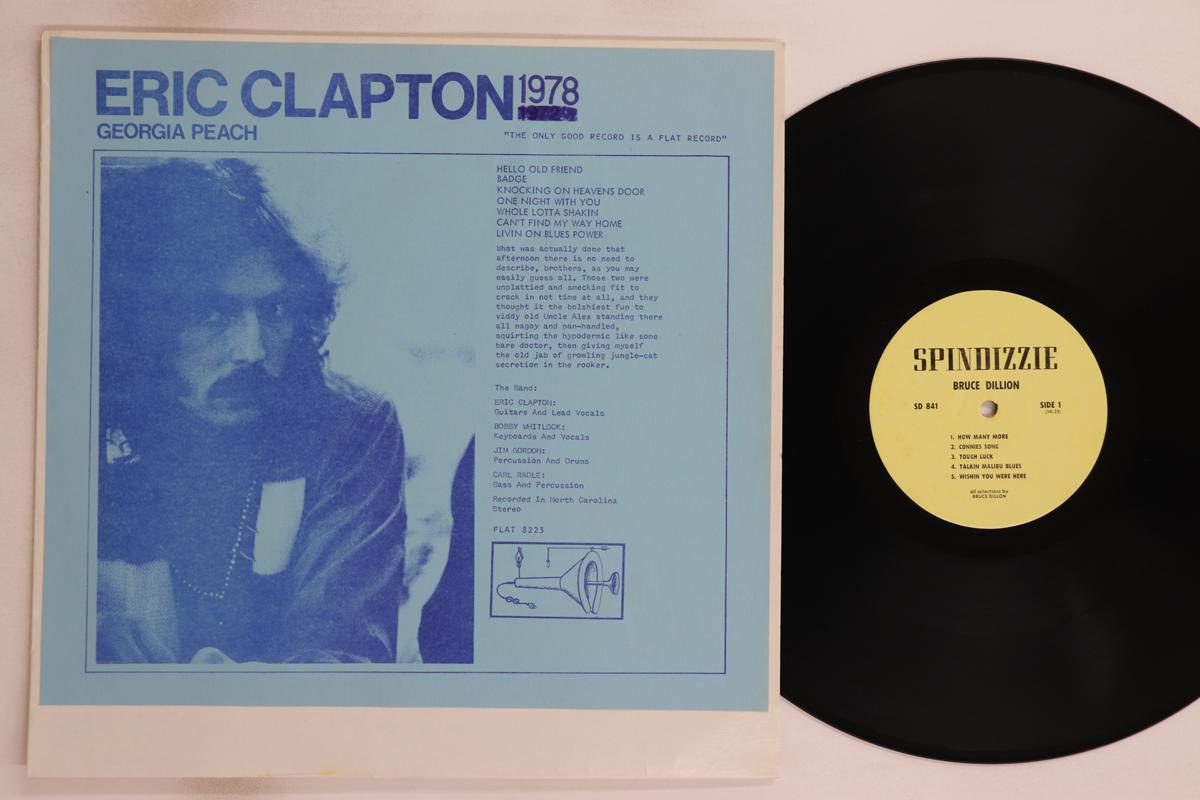 ERIC CLAPTON 1978
1972
GEORGIA PEACH
"THE ONLY GOOD RECORD IS A FLAT RECORD"
HELLO OLD FRIEND
BADGE
KNOCKING ON HEAVENS DOOR
ONE NIGHT WITH YOU
WHOLE LOTTA SHAKIN
CAN'T FIND MY WAY HOME
LIVIN ON BLUES POWER
What was actually done that
afternoon there is no need to
describe, brothers, as you may
easily guess all. Those two were
unplattied and smecking fit to
crack in not time at all, and they
thought it the bolshiest fun to
viddy old Uncle Alex standing there
all nagoy and pan-handled,
squirting the hypodermic like some
bare doctor, then giving myself
the old jab of growling jungle-cat
secretion in the rooker.
The Band:
ERIC CLAPTON:
Guitars And Lead Vocals
BOBBY WHITLOCK:
Keyboards And Vocals
JIM GORDON:
Percussion And Drums
CARL RADLE:
Bass And Percussion
Recorded In North Carolina
Stereo
FLAT 8223
SPINDIZZIE
BRUCE DILLION
SD 841
SIDE 1
1. HOW MANY MORE
2. CONNIES SONG
3. TOUGH LUCK
4. TALKIN MALIBU BLUES
5. WISHIN YOU WERE HERE
all selections by
BRUCE DILLON